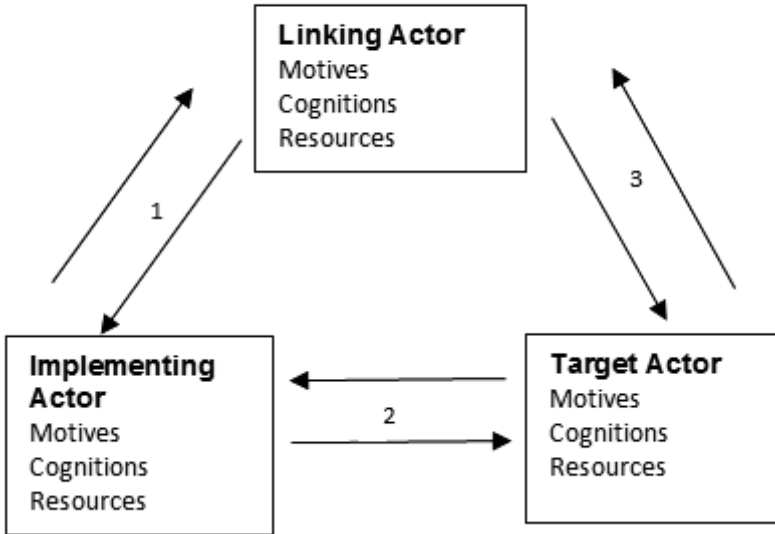 Linking Actor
Motives
Cognitions
Resources
1
3
Implementing
Actor
Motives
Cognitions
Resources
2
Target Actor
Motives
Cognitions
Resources